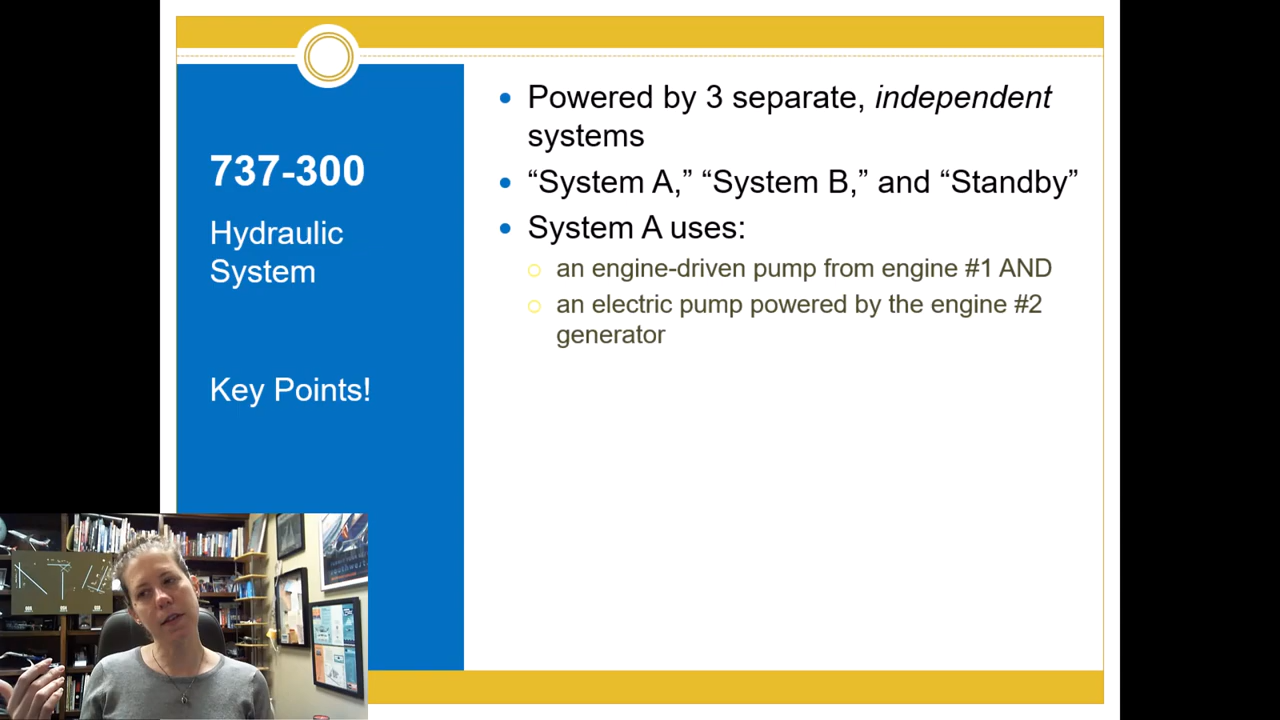 737-300
Hydraulic
System
Key Points!
Powered by 3 separate, independent
systems
“System A,” “System B,” and “Standby”
System A uses:
an engine-driven pump from engine #1 AND
an electric pump powered by the engine #2
generator